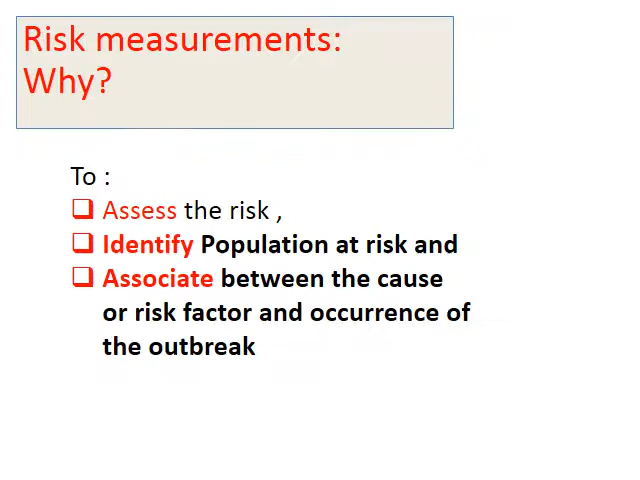 Risk measurements:
Why?
To :
❑ Assess the risk ,
❑ Identify Population at risk and
❑ Associate between the cause
or risk factor and occurrence of
the outbreak